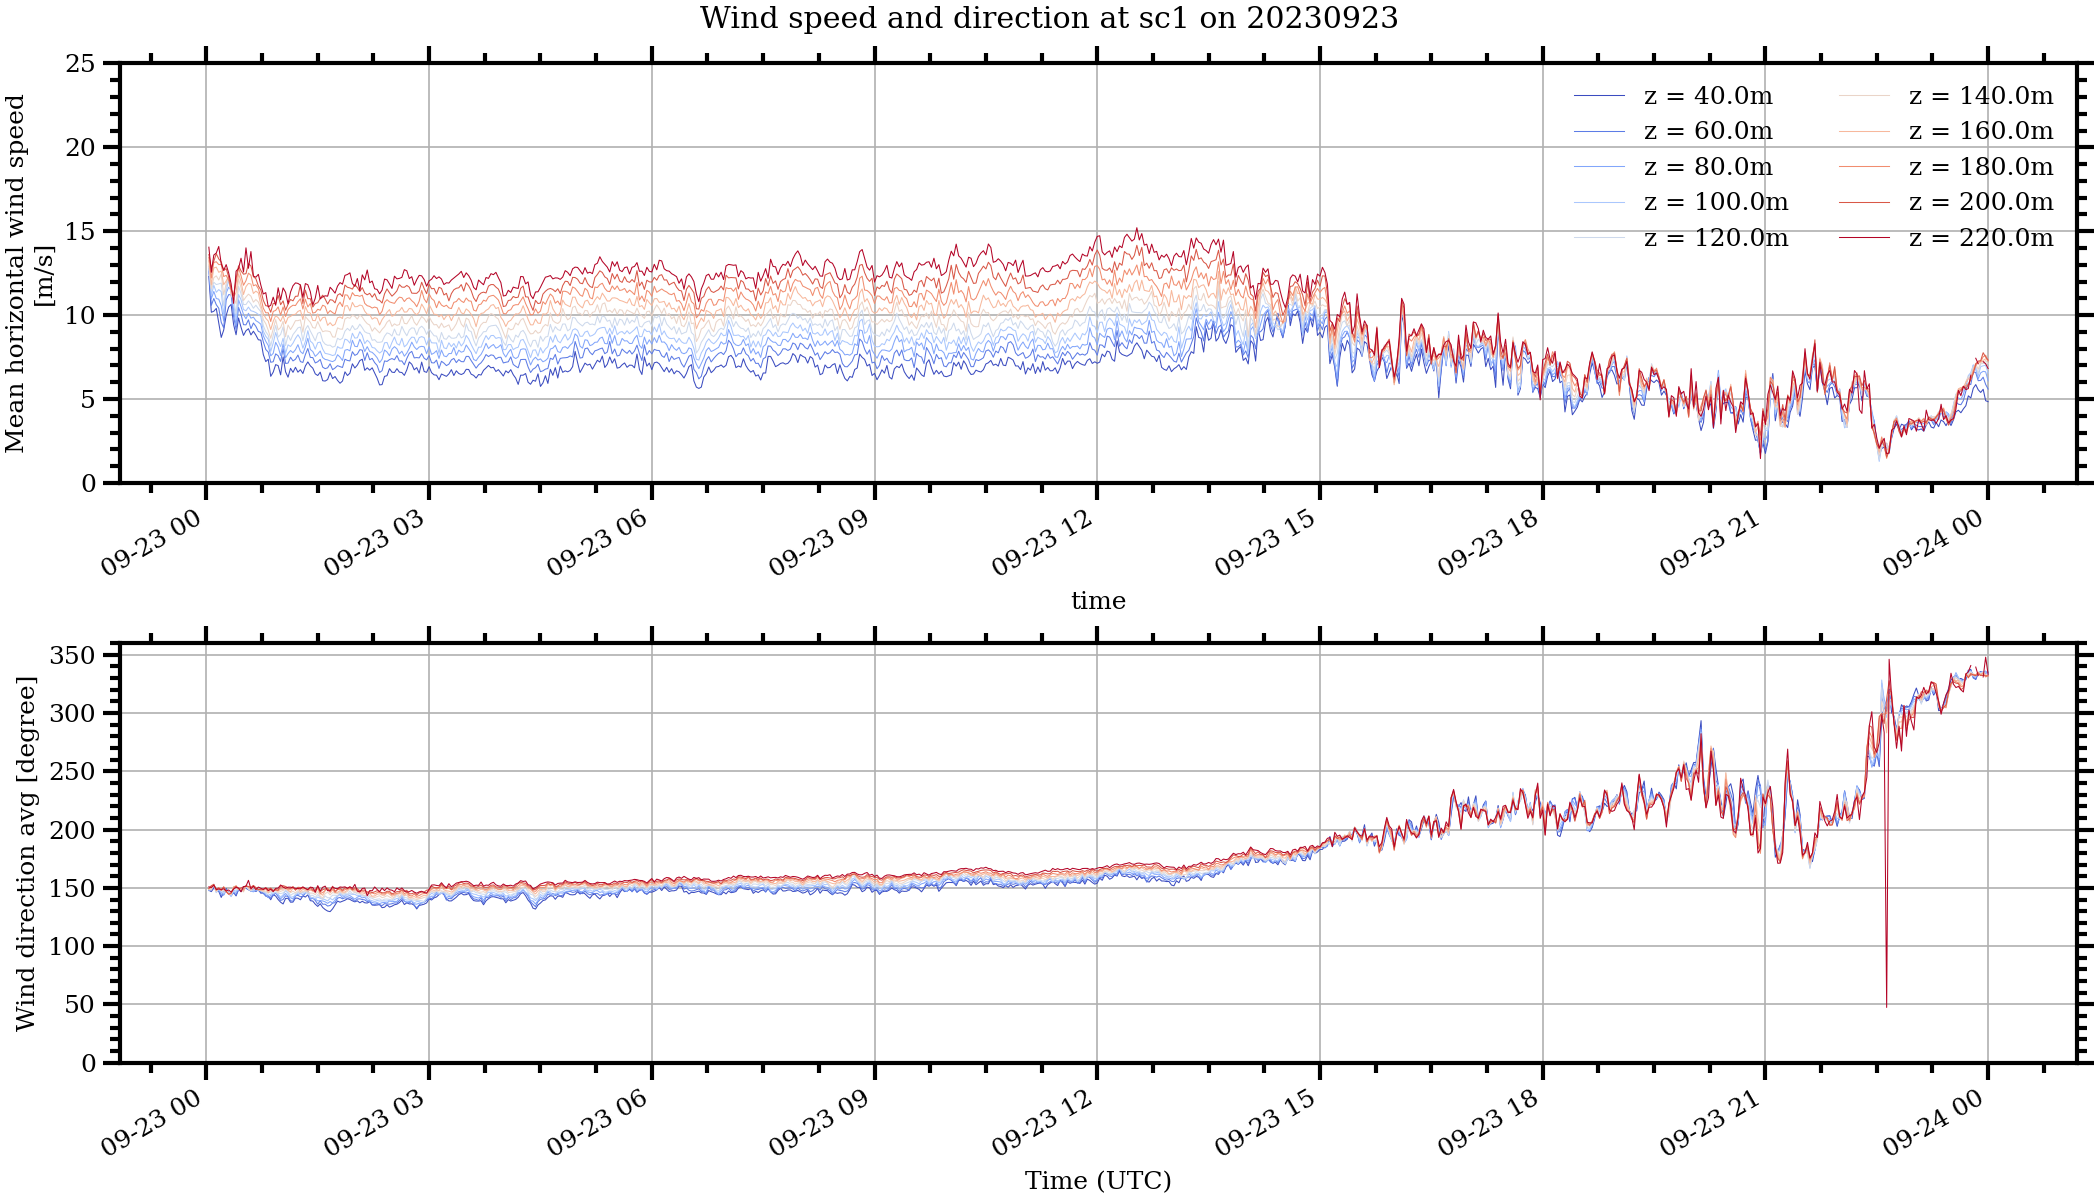 Wind speed and direction at sc1 on 20230923
Mean horizontal wind speed
[m/s]
25
20
15
10
5
0
z = 40.0m
z = 60.0m
z = 80.0m
z = 100.0m
z = 120.0m
z = 140.0m
z = 160.0m
z = 180.0m
z = 200.0m
z = 220.0m
09-23 00
09-23 03
09-23 06
09-23 09
09-23 12
09-23 15
09-23 18
09-23 21
09-24 00
time
Wind direction avg [degree]
350
300
250
200
150
100
50
0
09-23 00
09-23 03
09-23 06
09-23 09
09-23 12
09-23 15
09-23 18
09-23 21
09-24 00
Time (UTC)